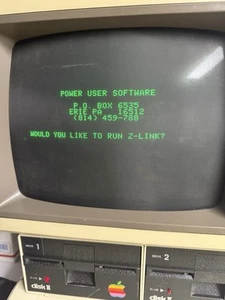 POWER USER SOFTWARE
P.O. BOX 6535
ERIE PA 16512
(814) 459-780
WOULD YOU LIKE TO RUN Z-LINK?
1
disk II
2
disk II